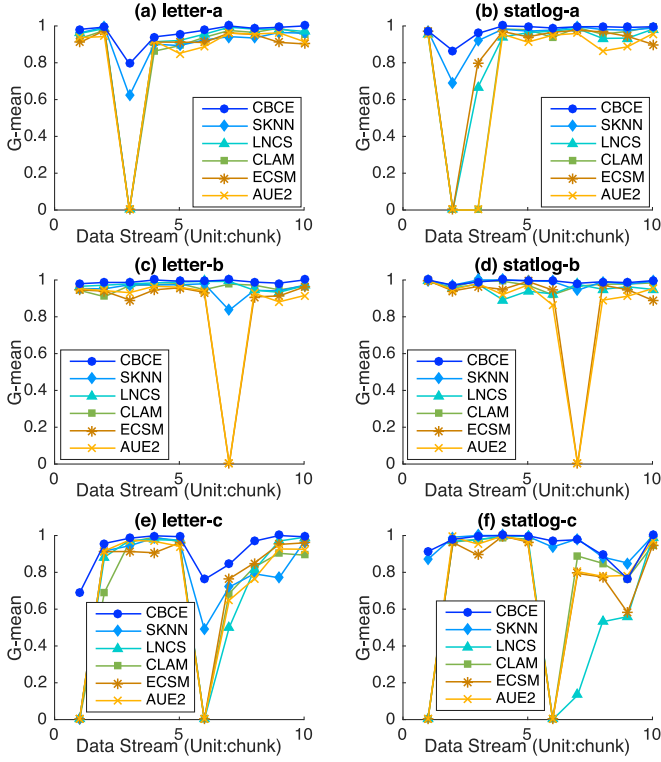 (a) letter-a
G-mean
1
0.8
0.6
0.4
0.2
0
CBCE
SKNN
LNCS
CLAM
ECSM
AUE2
0 5 10
Data Stream (Unit:chunk)
(b) statlog-a
G-mean
1
0.8
0.6
0.4
0.2
0
CBCE
SKNN
LNCS
CLAM
ECSM
AUE2
0 5 10
Data Stream (Unit:chunk)
(c) letter-b
G-mean
1
0.8
0.6
0.4
0.2
0
CBCE
SKNN
LNCS
CLAM
ECSM
AUE2
0 5 10
Data Stream (Unit:chunk)
(d) statlog-b
G-mean
1
0.8
0.6
0.4
0.2
0
CBCE
SKNN
LNCS
CLAM
ECSM
AUE2
0 5 10
Data Stream (Unit:chunk)
(e) letter-c
G-mean
1
0.8
0.6
0.4
0.2
0
CBCE
SKNN
LNCS
CLAM
ECSM
AUE2
0 5 10
Data Stream (Unit:chunk)
(f) statlog-c
G-mean
1
0.8
0.6
0.4
0.2
0
CBCE
SKNN
LNCS
CLAM
ECSM
AUE2
0 5 10
Data Stream (Unit:chunk)